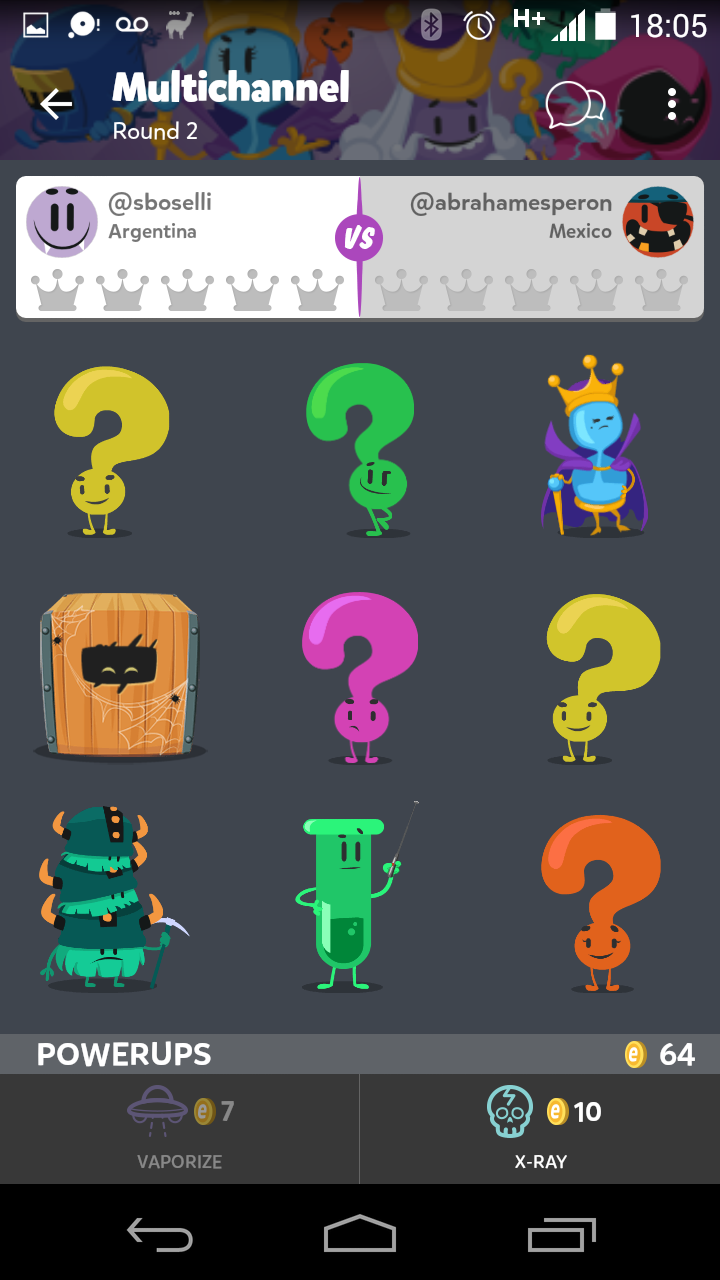 H+ 18:05
Multichannel
Round 2
@sboselli
Argentina
VS
@abrahamesperon
Mexico
POWERUPS
e 64
e 7
VAPORIZE
e 10
X-RAY